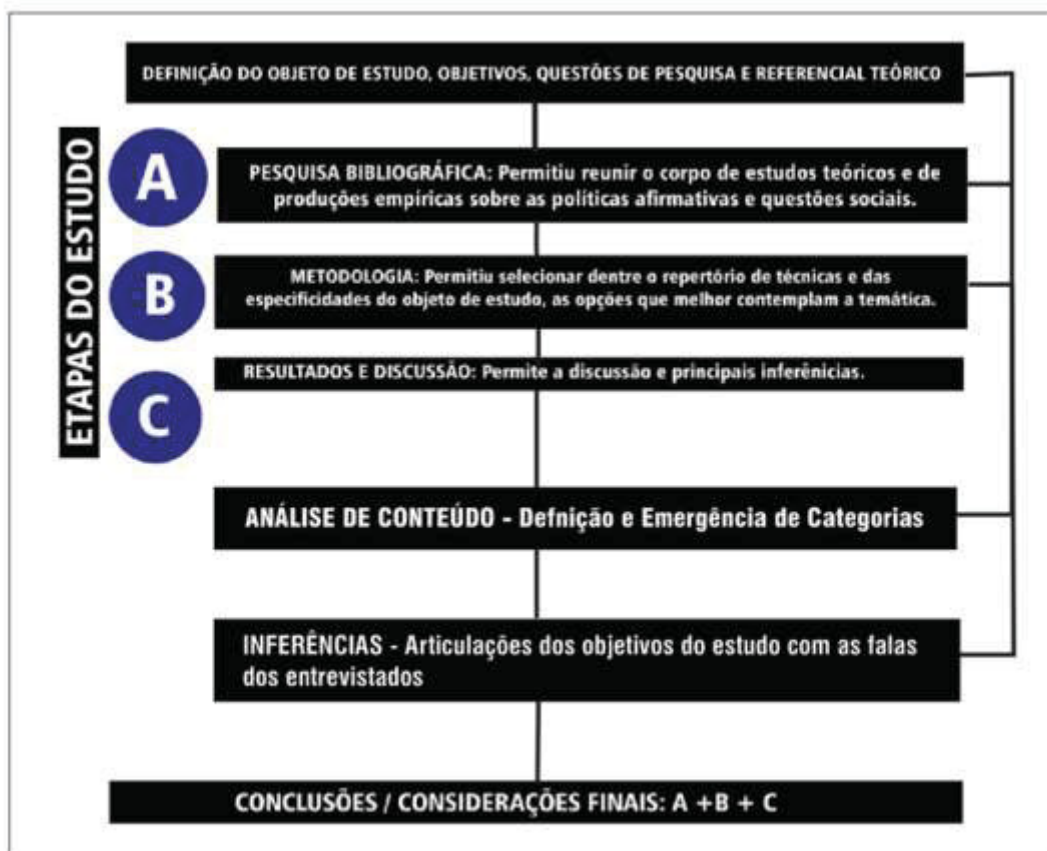 DEFINIÇÃO DO OBJETO DE ESTUDO, OBJETIVOS, QUESTÕES DE PESQUISA E REFERENCIAL TEÓRICO
ETAPAS DO ESTUDO
A
PESQUISA BIBLIOGRÁFICA: Permitiu reunir o corpo de estudos teóricos e de
produções empíricas sobre as políticas afirmativas e questões sociais.
B
METODOLOGIA: Permitiu selecionar dentre o repertório de técnicas e das
especificidades do objeto de estudo, as opções que melhor contemplam a temática.
C
RESULTADOS E DISCUSSÃO: Permite a discussão e principais inferênicias.
ANÁLISE DE CONTEÚDO - Defnição e Emergência de Categorias
INFERÊNCIAS - Articulações dos objetivos do estudo com as falas
dos entrevistados
CONCLUSÕES / CONSIDERAÇÕES FINAIS: A +B + C